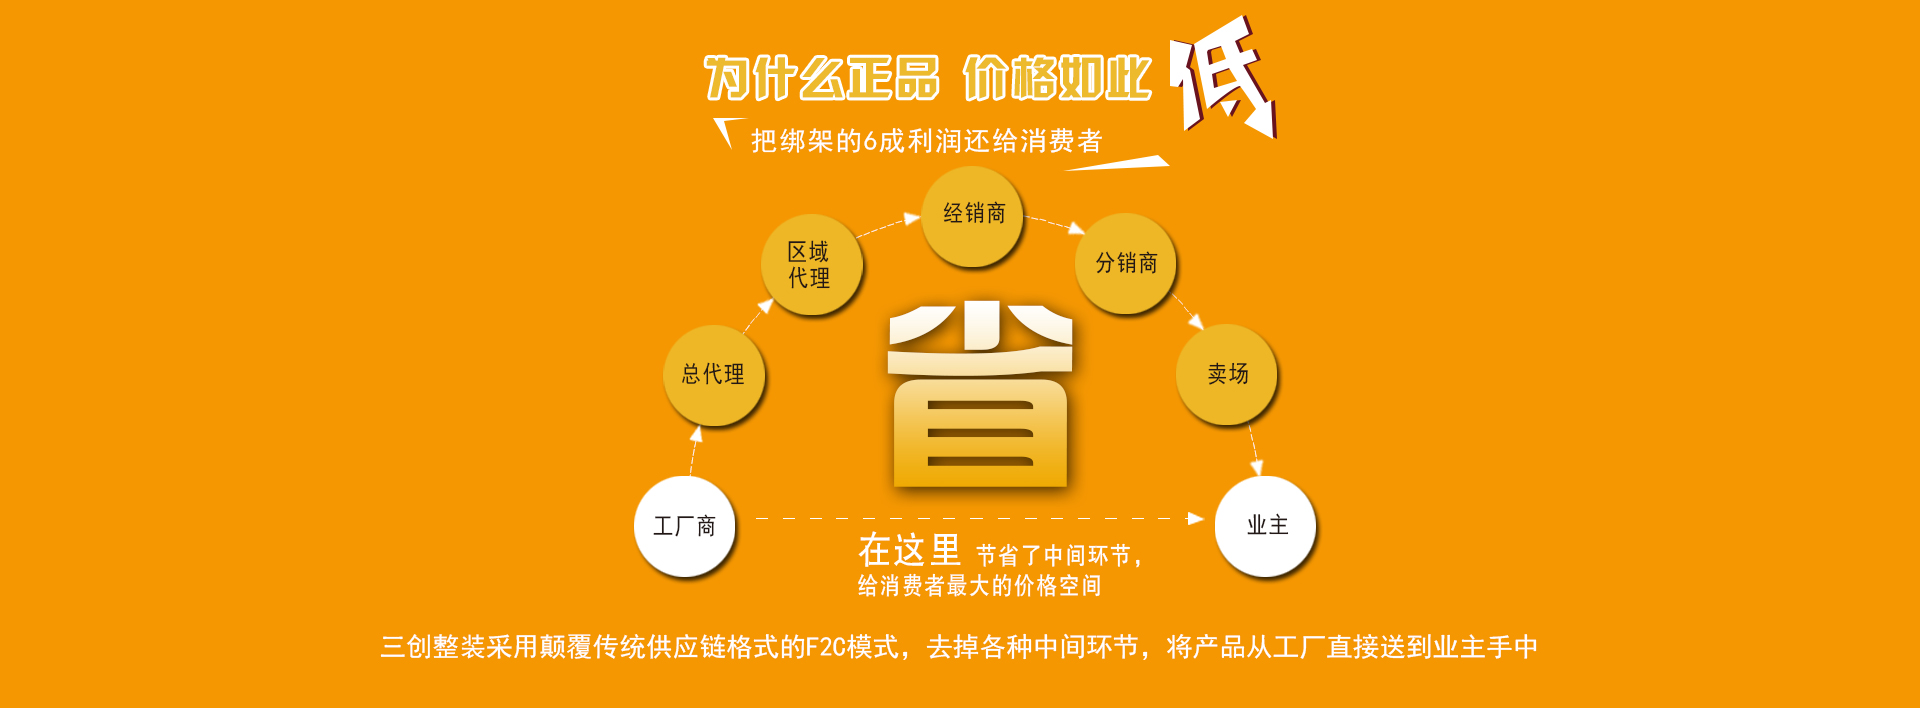 为什么正品 价格如此低
把绑架的6成利润还给消费者
经销商
区域
代理
分销商
总代理
卖场
省
工厂商
业主
在这里 节省了中间环节，
给消费者最大的价格空间
三创整装采用颠覆传统供应链格式的F2C模式，去掉各种中间环节，将产品从工厂直接送到业主手中